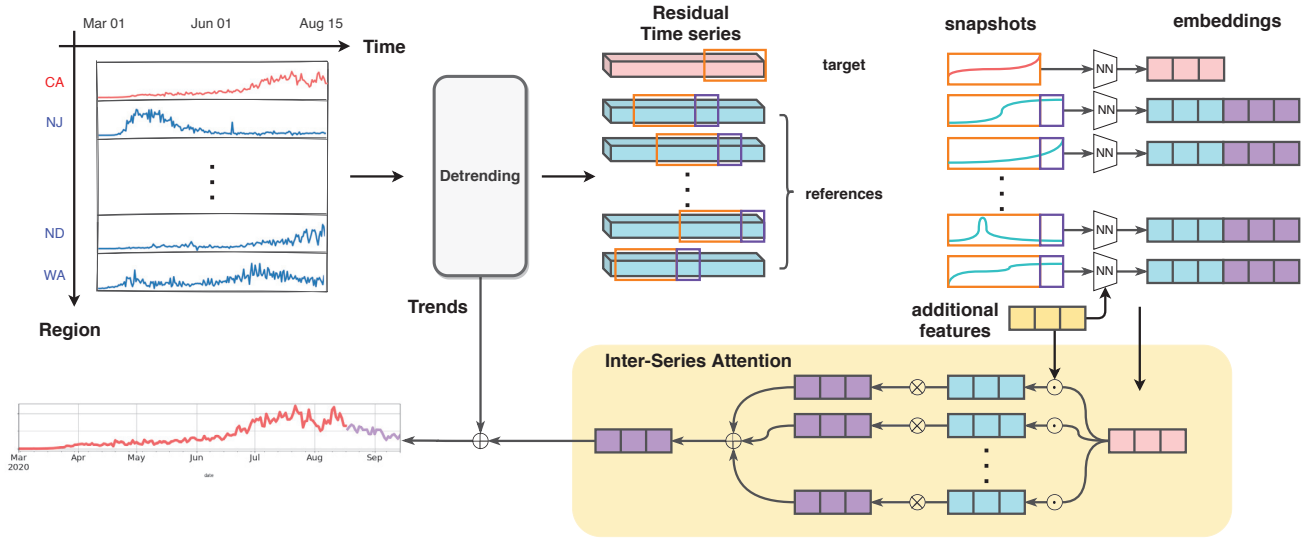 Mar 01 Jun 01 Aug 15
Time
CA
NJ
ND
WA
Region
Detrending
Trends
Residual
Time series
target
references
snapshots
embeddings
NN
NN
NN
NN
NN
additional
features
Inter-Series Attention
Mar
2020
Apr May Jun Jul Aug Sep
date